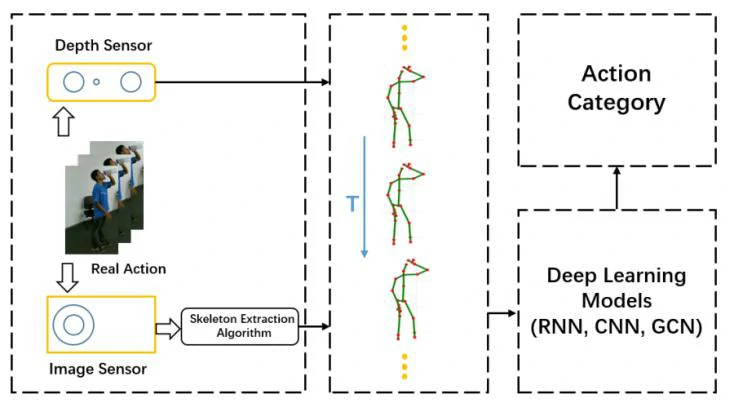 Depth Sensor
Real Action
Skeleton Extraction
Algorithm
Image Sensor
T
Action
Category
Deep Learning
Models
(RNN, CNN, GCN)